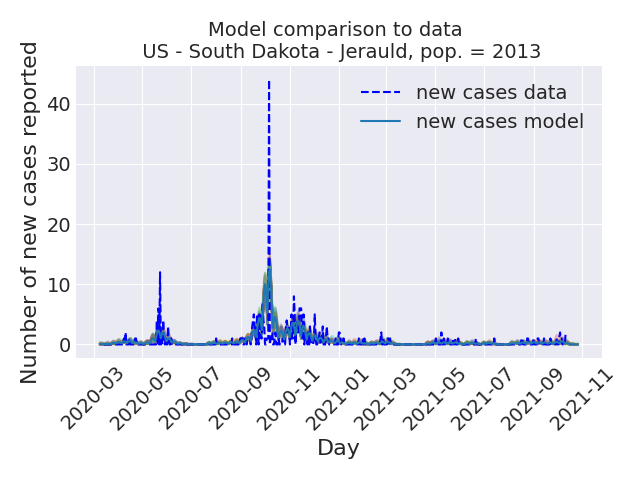 Model comparison to data
US - South Dakota - Jerauld, pop. = 2013
Number of new cases reported
40
30
20
10
0
new cases data
new cases model
2020-03
2020-05
2020-07
2020-09
2020-11
2021-01
2021-03
2021-05
2021-07
2021-09
2021-11
Day